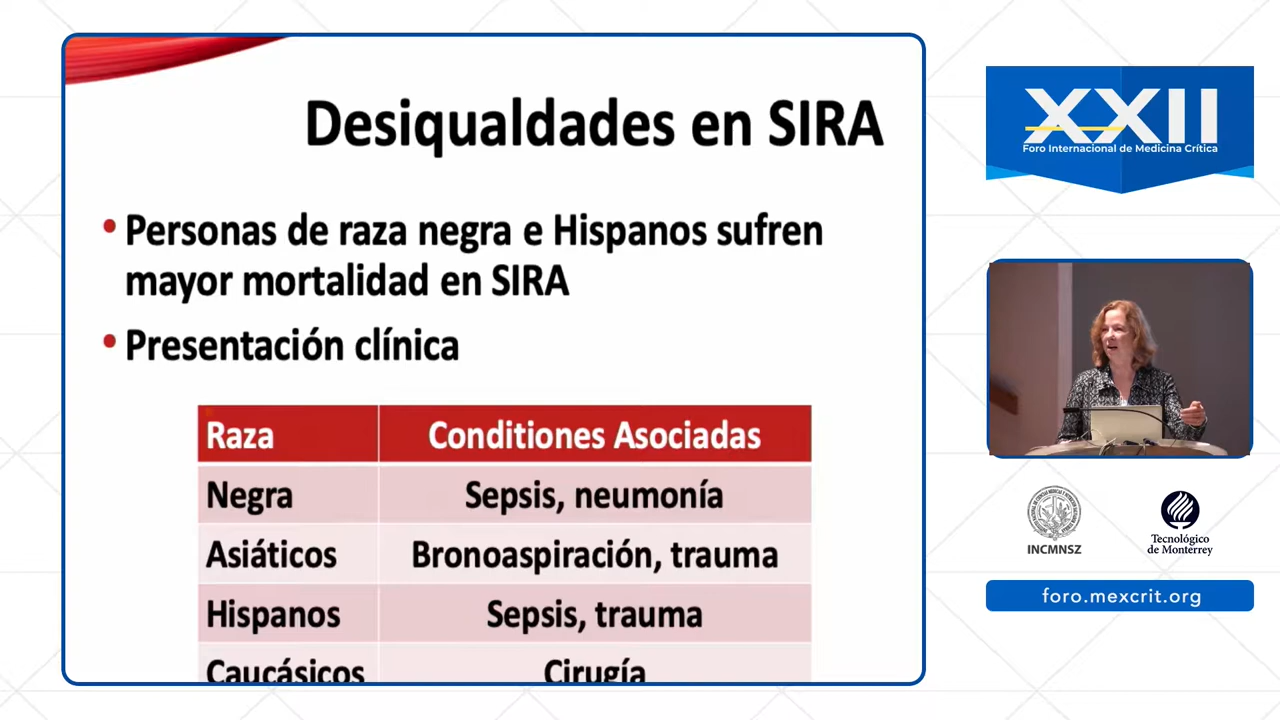 Desiqualdades en SIRA
• Personas de raza negra e Hispanos sufren
mayor mortalidad en SIRA
• Presentación clínica
Raza
Conditiones Asociadas
Negra
Sepsis, neumonía
Asiáticos
Bronoaspiración, trauma
Hispanos
Sepsis, trauma
Caucásicos
Cirugía
XXII
Foro Internacional de Medicina Crítica
INCMNSZ
Tecnológico
de Monterrey
foro.mexcrit.org